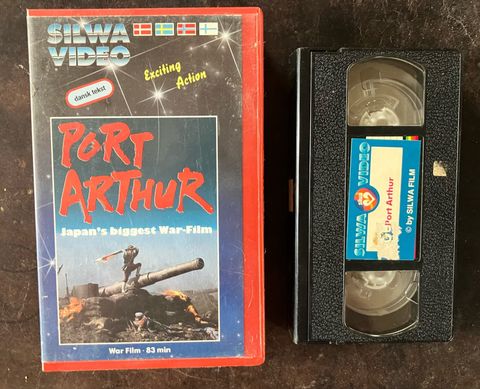 SILWA
VIDEO
Exciting
Action
dansk tekst
PORT
ARTHUR
Japan's biggest War-Film
War Film · 83 min
SILWA VIDEO
Port Arthur
© by SILWA FILM